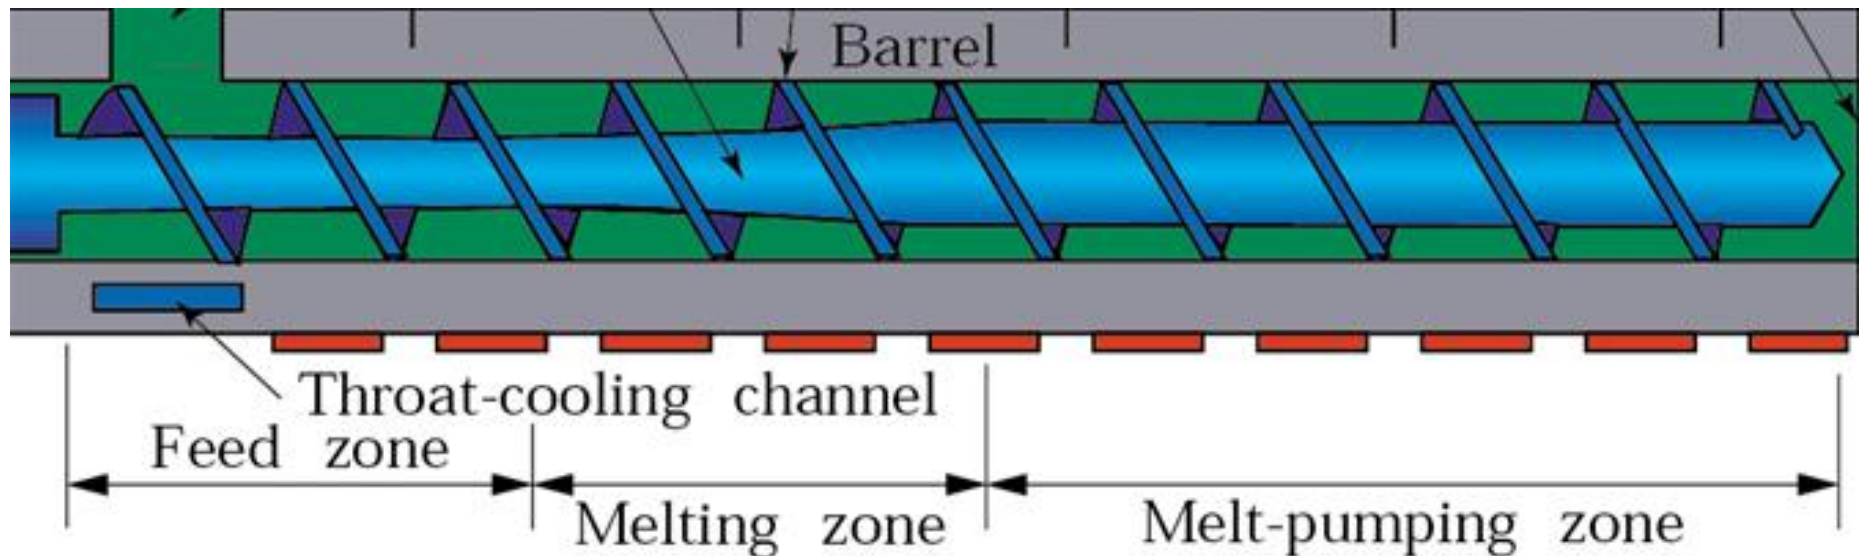 Barrel
Throat-cooling channel
Feed zone
Melting zone
Melt-pumping zone